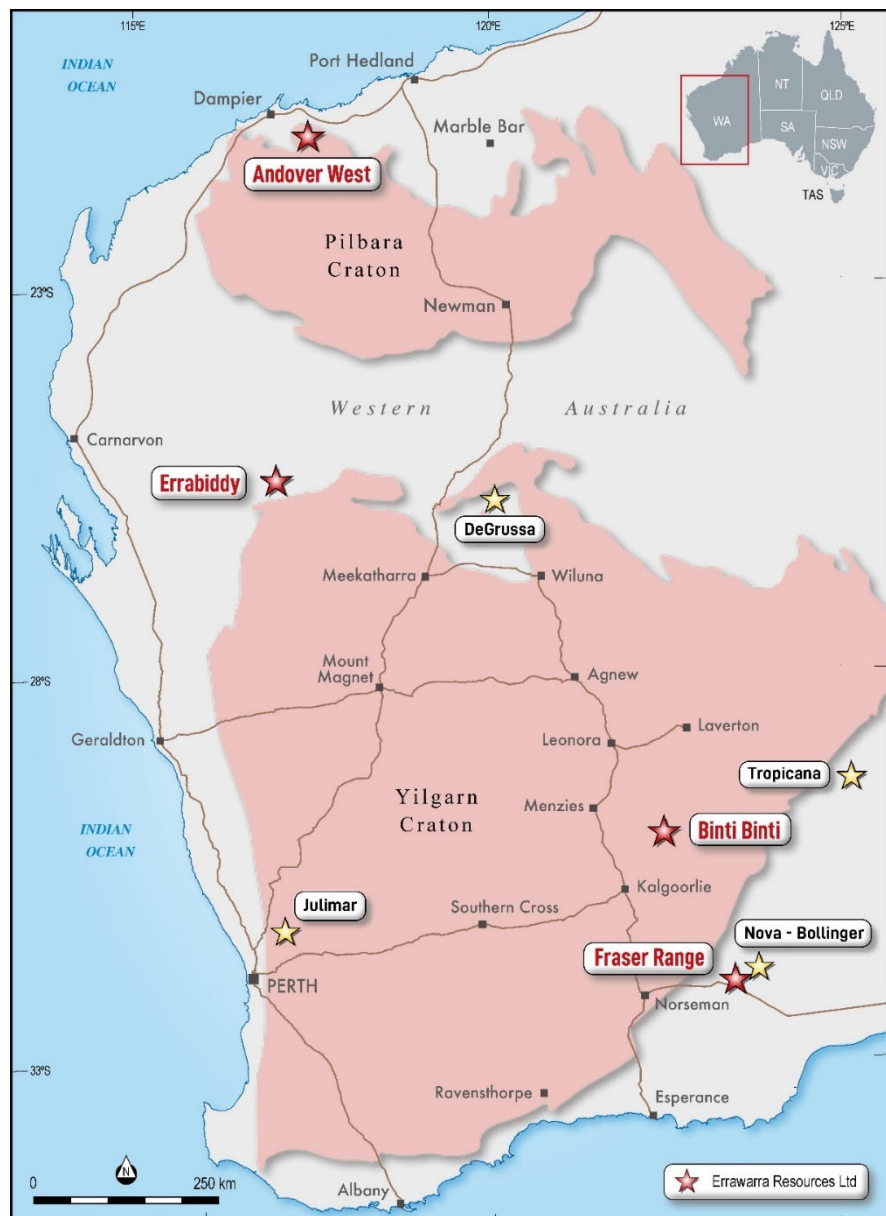 115°E
120°E
125°E
INDIAN
OCEAN
Port Hedland
Dampier
Marble Bar
Andover West
NT
QLD
WA
SA
NSW
VIC
TAS
Pilbara
Craton
23°S
Newman
Western Australia
Carnarvon
Errabiddy
DeGrussa
Meekatharra
Wiluna
Mount
Magnet
Agnew
28°S
Geraldton
Leonora
Laverton
Tropicana
Yilgarn
Craton
Menzies
INDIAN
OCEAN
Binti Binti
Kalgoorlie
Julimar
Southern Cross
Nova - Bollinger
Fraser Range
PERTH
Norseman
33°S
Ravensthorpe
Esperance
N
0 250 km
Albany
Errawarra Resources Ltd